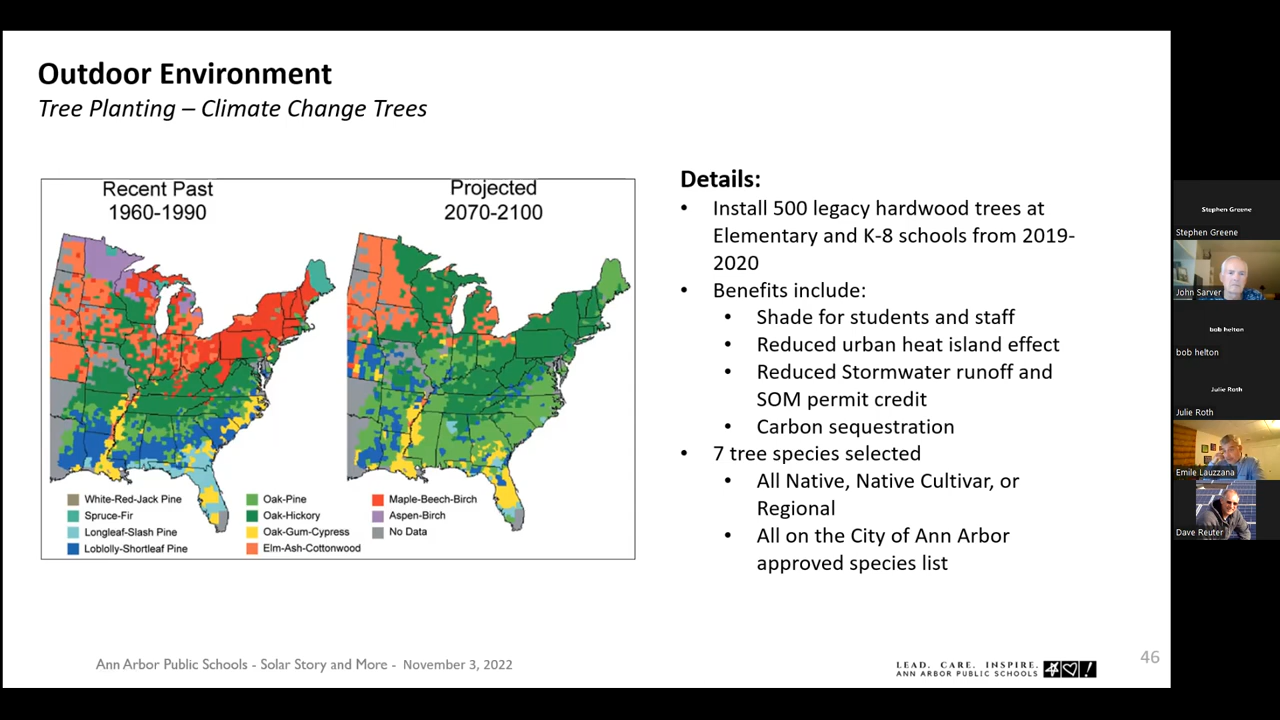 Outdoor Environment
Tree Planting – Climate Change Trees
Recent Past
1960-1990
Projected
2070-2100
White-Red-Jack Pine
Spruce-Fir
Longleaf-Slash Pine
Loblolly-Shortleaf Pine
Oak-Pine
Oak-Hickory
Oak-Gum-Cypress
Elm-Ash-Cottonwood
Maple-Beech-Birch
Aspen-Birch
No Data
Details:
• Install 500 legacy hardwood trees at
Elementary and K-8 schools from 2019-
2020
• Benefits include:
• Shade for students and staff
• Reduced urban heat island effect
• Reduced Stormwater runoff and
SOM permit credit
• Carbon sequestration
• 7 tree species selected
• All Native, Native Cultivar, or
Regional
• All on the City of Ann Arbor
approved species list
Ann Arbor Public Schools - Solar Story and More - November 3, 2022
LEAD. CARE. INSPIRE.
ANN ARBOR PUBLIC SCHOOLS
46
Stephen Greene
Stephen Greene
John Sarver
bob helton
bob helton
Julie Roth
Julie Roth
Emile Lauzzana
Dave Reuter